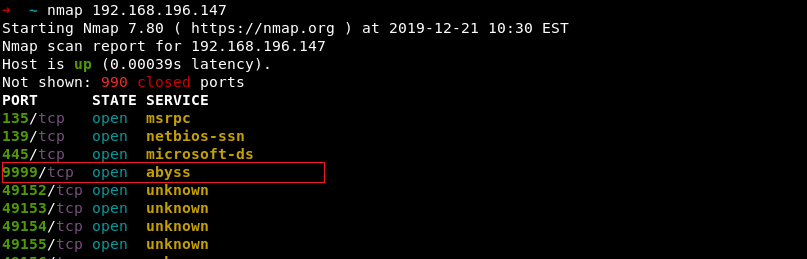 → ~ nmap 192.168.196.147
Starting Nmap 7.80 ( https://nmap.org ) at 2019-12-21 10:30 EST
Nmap scan report for 192.168.196.147
Host is up (0.00039s latency).
Not shown: 990 closed ports
PORT STATE SERVICE
135/tcp open msrpc
139/tcp open netbios-ssn
445/tcp open microsoft-ds
9999/tcp open abyss
49152/tcp open unknown
49153/tcp open unknown
49154/tcp open unknown
49155/tcp open unknown